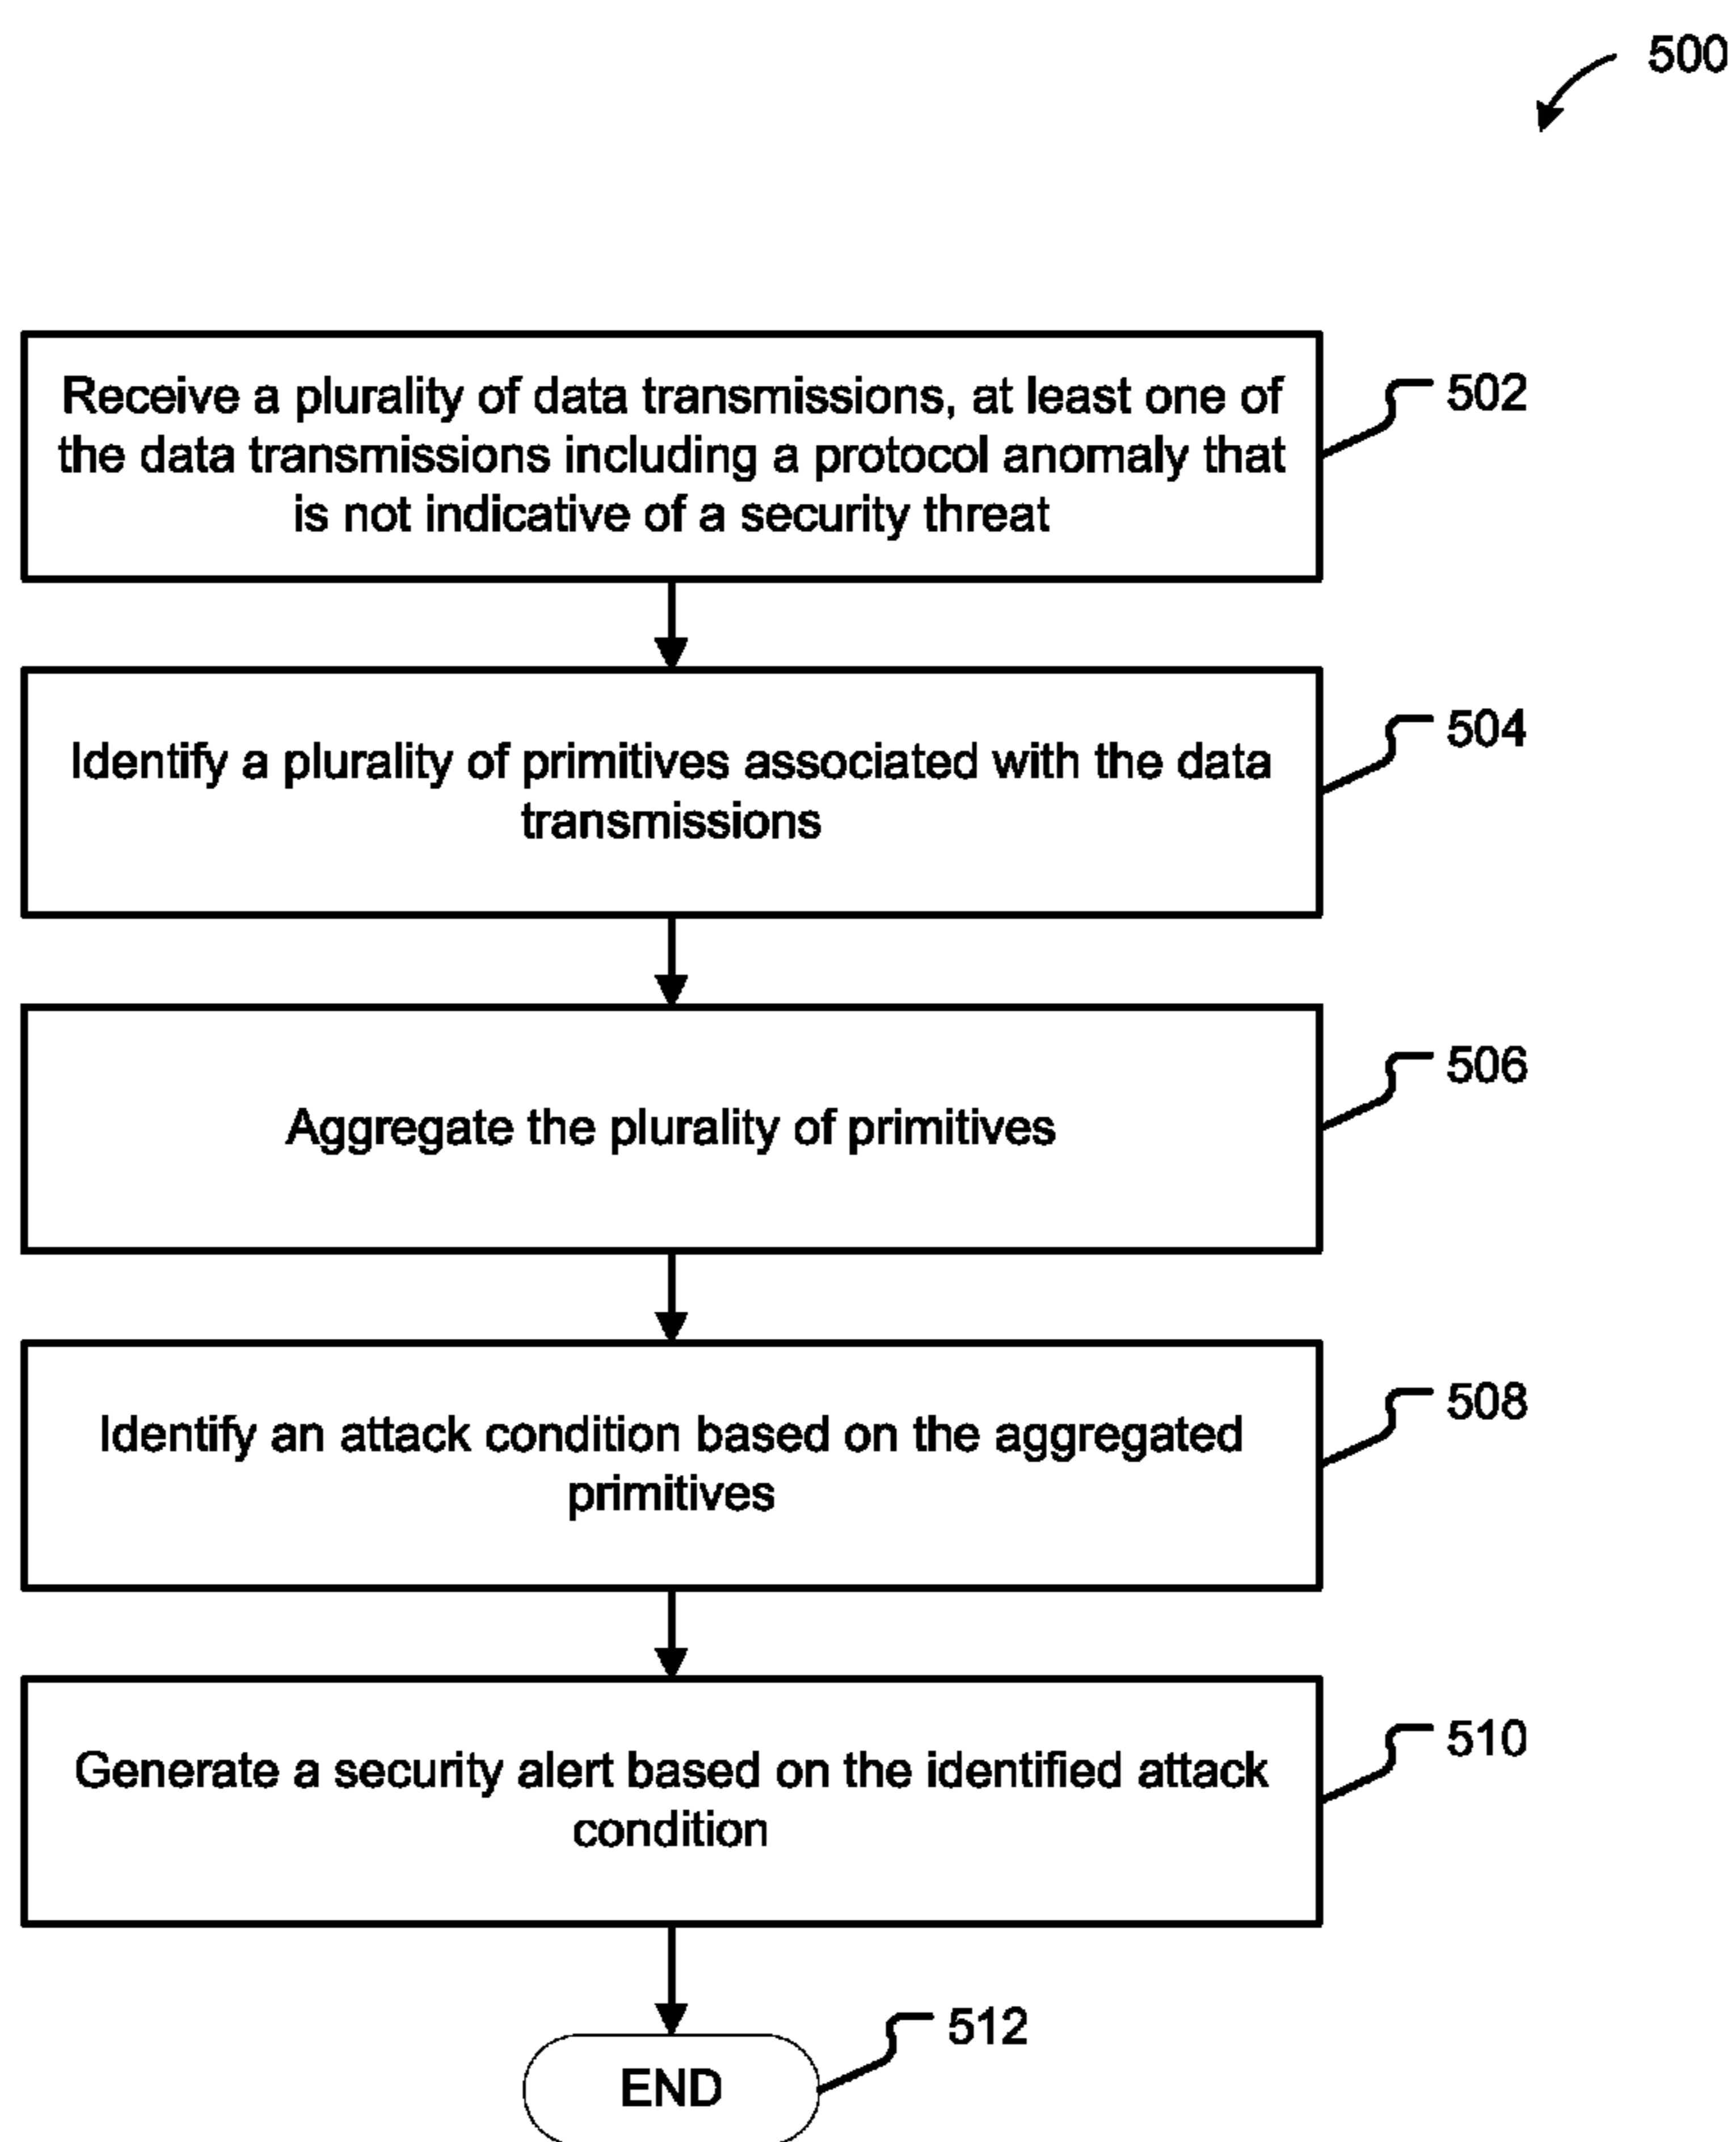 500
Receive a plurality of data transmissions, at least one of
the data transmissions including a protocol anomaly that
is not indicative of a security threat
502
Identify a plurality of primitives associated with the data
transmissions
504
Aggregate the plurality of primitives
506
Identify an attack condition based on the aggregated
primitives
508
Generate a security alert based on the identified attack
condition
510
END
512